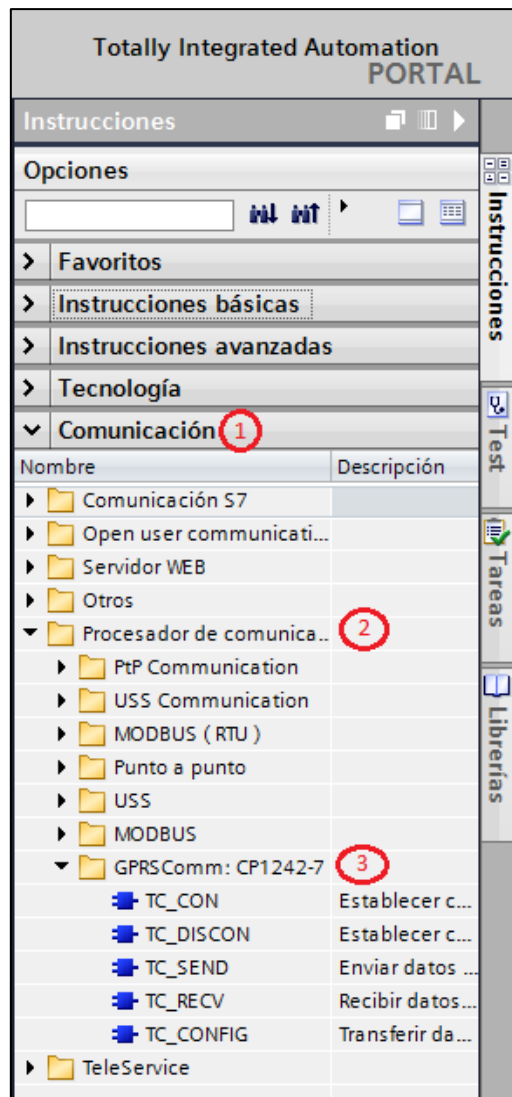 Totally Integrated Automation
PORTAL
Instrucciones
Opciones
Favoritos
Instrucciones básicas
Instrucciones avanzadas
Tecnología
Comunicación 1
Nombre Descripción
Comunicación S7
Open user communicati...
Servidor WEB
Otros
Procesador de comunica.. 2
PtP Communication
USS Communication
MODBUS ( RTU )
Punto a punto
USS
MODBUS
GPRSComm: CP1242-7 3
TC_CON Establecer c...
TC_DISCON Establecer c...
TC_SEND Enviar datos ...
TC_RECV Recibir datos...
TC_CONFIG Transferir da...
TeleService
Instrucciones
Test
Tareas
Librerías